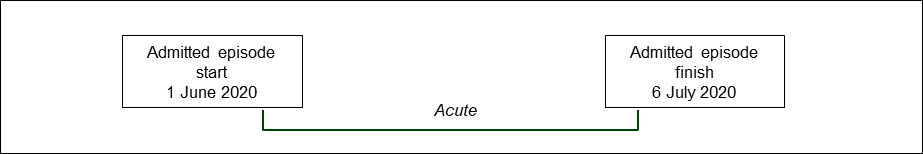 Admitted episode
start
1 June 2020
Admitted episode
finish
6 July 2020
Acute